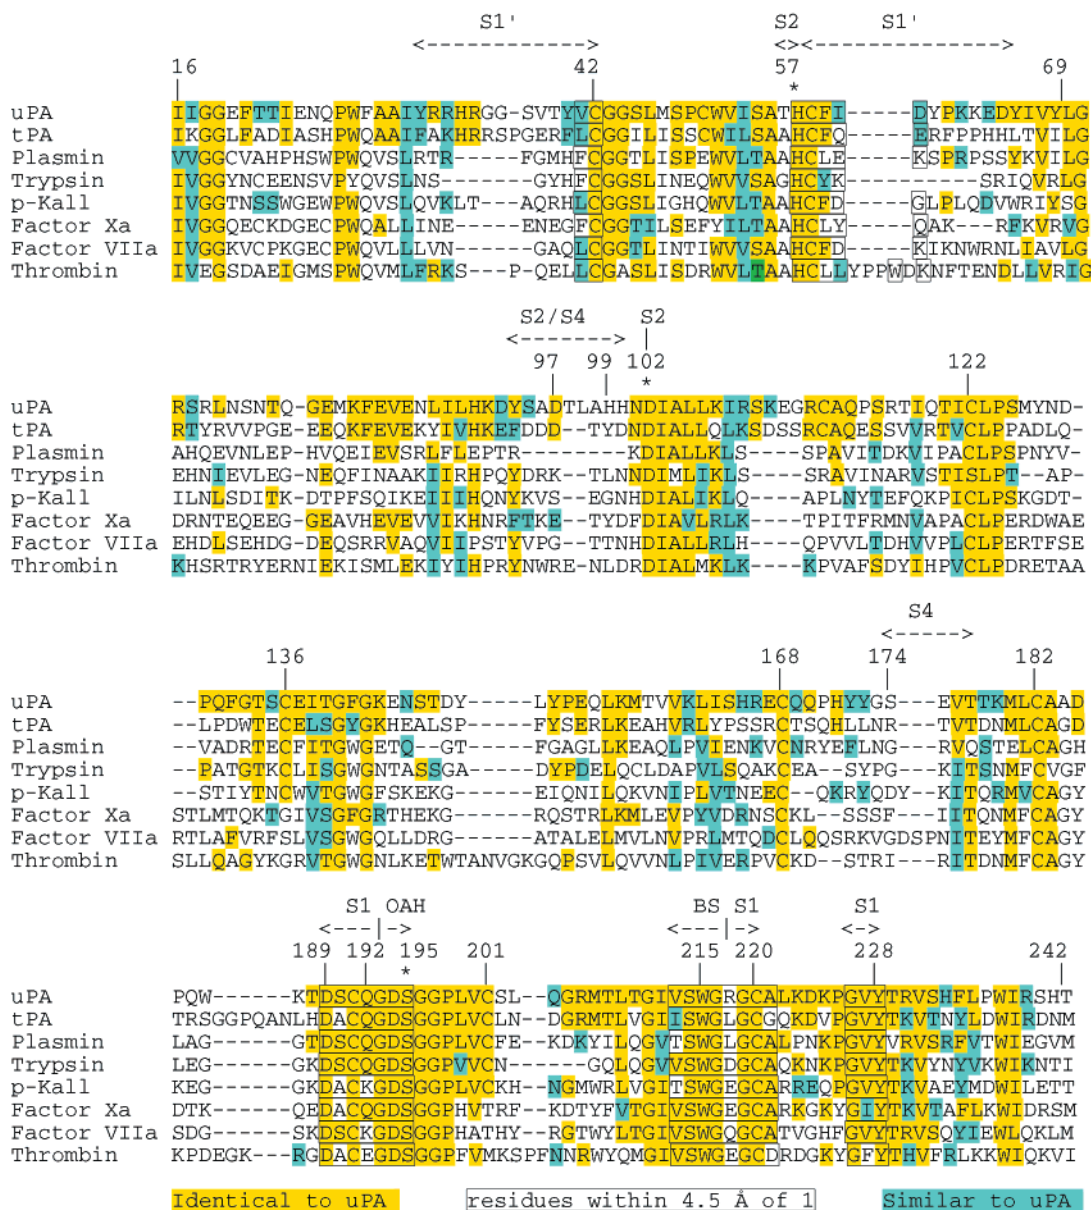 S1' S2 S1'
<----------> <-><------------>
16 42 57 69
*
uPA IIGGEFTTIENQPWFAAIYRRHRGG-SVTYVCGGSLMSPCWVISATHCFI-----DYPKKEDYIVYLG
tPA IKGGLFADIASHPWQAAIFAKHRRSPGERFLCGGILISSCWILSAAHCFQ-----ERFPPHHLTVILG
Plasmin VVGGCVAHPHSWPWQVSLRTR------FGMHFCGGTLISPEWVLTAAHCLE-----KSPRPSSYKVILG
Trypsin IVGGYNCEENSVPYQVSLNS-------GYHFCGGSLINEQWVVSAGHCYK----------SRIQVRLG
p-Kall IVGGTNSSWGEWPWQVSLQVKLT---AQRHLCGGSLIGHQWVLTAAHCFD-----GLPLQDVWRIYSG
Factor Xa IVGGQECKDGECPWQALLINE-----ENEGFCGGTILSEFYILTAAHCLY-----QAK---RFKVRVG
Factor VIIa IVGGKVCPKGECPWQVLLLVN-----GAQLCGGTLINTIWVVSAAHCFD-----KIKNWRNLIAVLG
Thrombin IVEGSDAEIGMSPWQVMLFRKS---P-QELLCGASLISDRWVLTAAHCLLYPPWDKNFTENDLLVRIG
S2/S4 S2
<------->
97 99 102 122
*
uPA RSRLNSNTQ-GEMKFEVENLILHKDYSADTLAHHNDIALLKIRSKEGRCAQPSRTIQTICLPSMYND-
tPA RTYRVVPGE-EEQKFEVEKYIVHKEFDDD--TYDNDIALLQLKSDSSRCAQESSVVRTVCLPPADLQ-
Plasmin AHQEVNLEP-HVQEIEVSRLFLEPTR--------KDIALLKLS----SPAVITDKVIPACLPSPNYV-
Trypsin EHNIEVLEG-NEQFINAAKIIRHPQYDRK--TLNNDIMLIKLS----SRAVINARVSTISLPT--AP-
p-Kall ILNLSDITK-DTPFSQIKEIIIHQNYKVS--EGNHDIALIKLQ----APLNYTEFQKPICLPSKGDT-
Factor Xa DRNTEQEEG-GEAVHEVEVVIKHNRFTKE--TYDFDIAVLRLK----TPITFRMNVAPACLPERDWAE
Factor VIIa EHDLSEHDG-DEQSRRVAQVIIPSTYVPG--TTNHDIALLRLH----QPVVLTDHVVPLCLPERTFSE
Thrombin KHSRTRYERNIEKISMLEKIYIHPRYNWRE-NLDRDIALMKLK----KPVAFSDYIHPVCLPDRETAA
S4
<----->
136 168 174 182
uPA --PQFGTSCEITGFGKENSTDY-----LYPEQLKMTVVKLISHRECQQPHYYGS---EVTTKMLCAAD
tPA --LPDWTECELSGYGKHEALSP-----FYSERLKEAHVRLYPSSRCTSQHLLNR---TVTDNMLCAGD
Plasmin --VADRTECFITGWGETQ--GT-----FGAGLLKEAQLPVIENKVCNRYEFLNG---RVQSTELCAGH
Trypsin --PATGTKCLISGWGNTASSGA----DYPDELQCLDAPVLSQAKCEA--SYPG----KITSNMFCVGF
p-Kall --STIYTNCWVTGWGFSKEKG-----EIQNILQKVNIPLVTNEEC--QKRYQDY---KITQRMVCAGY
Factor Xa STLMTQKTGIVSGFGRTHEKG-----RQSTRLKMLEVPYVDRNSCKL--SSSF----IITQNMFCAGY
Factor VIIa RTLAFVRFSLVSGWGQLLDRG-----ATALELMVLNVPRLMTQDCLQQSRKVGDSPNITEYMFCAGY
Thrombin SLLQAGYKGRVTGWGNLKETWTANVGKGQPSVLQVVNLPIVERPVCKD--STRI---RITDNMFCAGY
S1 OAH BS S1 S1
<---|-> <---|-> <->
189 192 195 201 215 220 228 242
*
uPA PQW------KTDSCQGDSGGPLVCSL--QGRMTLTGIVSWGRGCALKDKPGVYTRVSHFLPWIRSHT
tPA TRSGGPQANLHDACQGDSGGPLVCLN--DGRMTLVGIISWGLGCGQKDVPGVYTKVTNYLDWIRDNM
Plasmin LAG------GTDSCQGDSGGPLVCFE--KDKYILQGVTSWGLGCALPNKPGVYVRVSRFVTWIEGVM
Trypsin LEG------GKDSCQGDSGGPVVCN----GQLQGVVSWGDGCAQKNKPGVYTKVYNYVKWIKNTI
p-Kall KEG------GKDACKGDSGGPLVCKH--NGMWRLVGITSWGEGCARREQPGVYTKVAEYMDWILETT
Factor Xa DTK------QEDACQGDSGGPHVTRF--KDTYFVTGIVSWGEGCARKGKYGIYTKVTAFLKWIDRSM
Factor VIIa SDG------SKDSCKGDSGGPHATHY--RGTWYLTGIVSWGQGCATVGHFGVYTRVSQYIEWLQKLM
Thrombin KPDEGK---RGDACEGDSGGPFVMKSPFNNRWYQMGIVSWGEGCDRDGKYGFYTHVFRLKKWIQKVI
Identical to uPA residues within 4.5 Å of 1 Similar to uPA